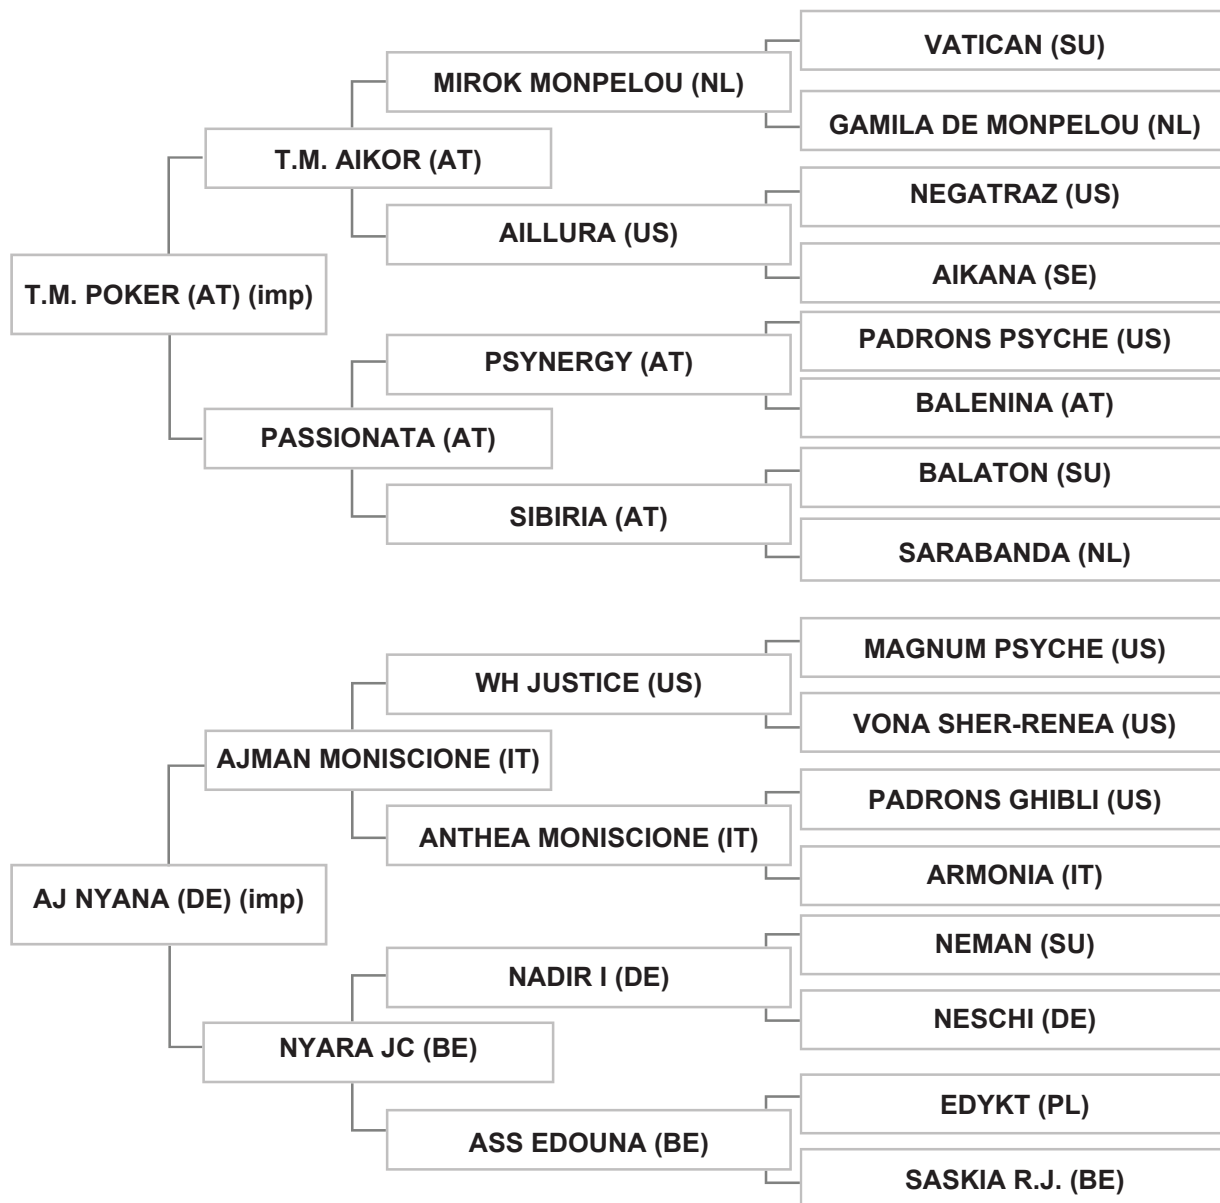 VATICAN (SU)
MIROK MONPELOU (NL)
GAMILA DE MONPELOU (NL)
T.M. AIKOR (AT)
NEGATRAZ (US)
AILLURA (US)
AIKANA (SE)
T.M. POKER (AT) (imp)
PADRONS PSYCHE (US)
PSYNERGY (AT)
BALENINA (AT)
PASSIONATA (AT)
BALATON (SU)
SIBIRIA (AT)
SARABANDA (NL)
MAGNUM PSYCHE (US)
WH JUSTICE (US)
VONA SHER-RENEA (US)
AJMAN MONISCIONE (IT)
PADRONS GHIBLI (US)
ANTHEA MONISCIONE (IT)
ARMONIA (IT)
AJ NYANA (DE) (imp)
NEMAN (SU)
NADIR I (DE)
NESCHI (DE)
NYARA JC (BE)
EDYKT (PL)
ASS EDOUNA (BE)
SASKIA R.J. (BE)